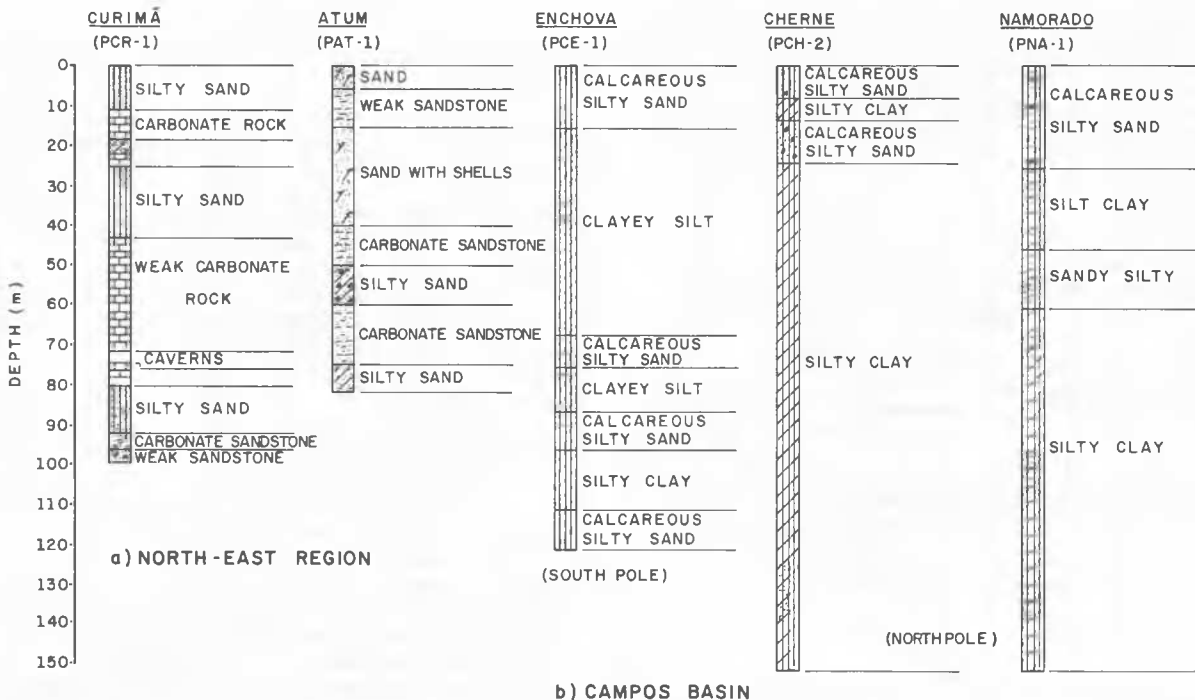 CURIMĀ
(PCR-1)
ATUM
(PAT-1)
ENCHOVA
(PCE-1)
CHERNE
(PCH-2)
NAMORADO
(PNA-1)
DEPTH (m)
0
10
20
30
40
50
60
70
80
90
100
110
120
130
140
150
SILTY SAND
CARBONATE ROCK
SILTY SAND
WEAK CARBONATE
ROCK
CAVERNS
SILTY SAND
CARBONATE SANDSTONE
WEAK SANDSTONE
SAND
WEAK SANDSTONE
SAND WITH SHELLS
CARBONATE SANDSTONE
SILTY SAND
CARBONATE SANDSTONE
SILTY SAND
a) NORTH-EAST REGION
CALCAREOUS
SILTY SAND
CLAYEY SILT
CALCAREOUS
SILTY SAND
CLAYEY SILT
CALCAREOUS
SILTY SAND
SILTY CLAY
CALCAREOUS
SILTY SAND
(SOUTH POLE)
CALCAREOUS
SILTY SAND
SILTY CLAY
CALCAREOUS
SILTY SAND
SILTY CLAY
(NORTH POLE)
CALCAREOUS
SILTY SAND
SILT CLAY
SANDY SILTY
SILTY CLAY
b) CAMPOS BASIN